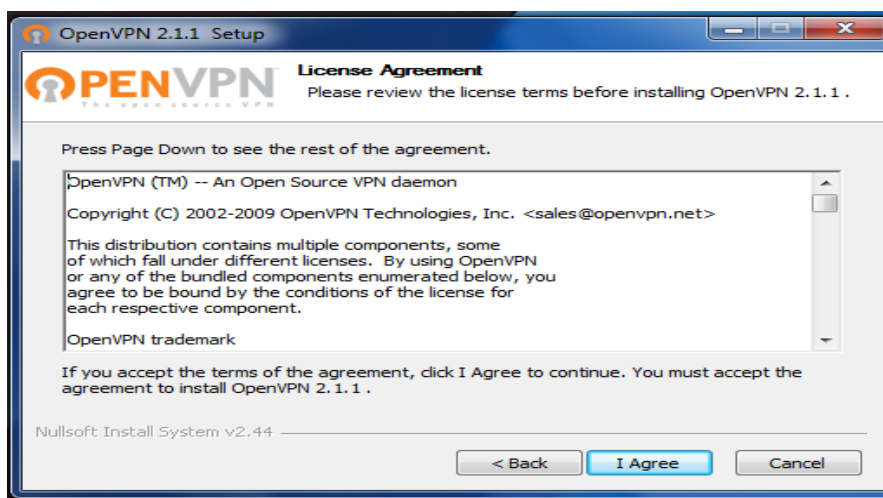 OpenVPN 2.1.1 Setup
OPENVPN
The open source VPN
License Agreement
Please review the license terms before installing OpenVPN 2.1.1 .
Press Page Down to see the rest of the agreement.
OpenVPN (TM) -- An Open Source VPN daemon
Copyright (C) 2002-2009 OpenVPN Technologies, Inc. <sales@openvpn.net>
This distribution contains multiple components, some
of which fall under different licenses. By using OpenVPN
or any of the bundled components enumerated below, you
agree to be bound by the conditions of the license for
each respective component.
OpenVPN trademark
If you accept the terms of the agreement, click I Agree to continue. You must accept the
agreement to install OpenVPN 2.1.1 .
Nullsoft Install System v2.44
< Back
I Agree
Cancel